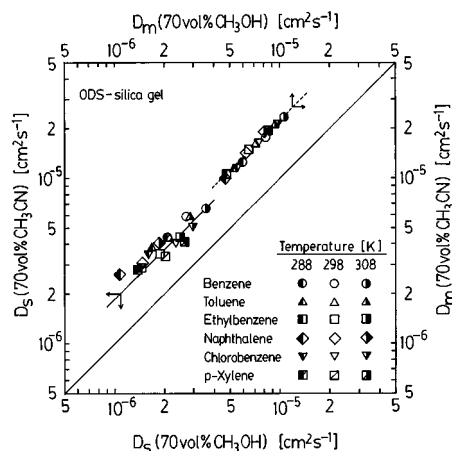 Dm(70vol%CH3OH) [cm²s⁻¹]
10⁻⁶ 2 5 10⁻⁵ 2 5
ODS-silica gel
Ds(70vol%CH3CN) [cm²s⁻¹]
5
2
10⁻⁵
5
2
10⁻⁶
5
Dm(70vol%CH3CN) [cm²s⁻¹]
5
2
10⁻⁵
5
2
10⁻⁶
5
Temperature [K]
288 298 308
Benzene
Toluene
Ethylbenzene
Naphthalene
Chlorobenzene
p-Xylene
5 10⁻⁶ 2 5 10⁻⁵ 2 5
Ds(70vol%CH3OH) [cm²s⁻¹]